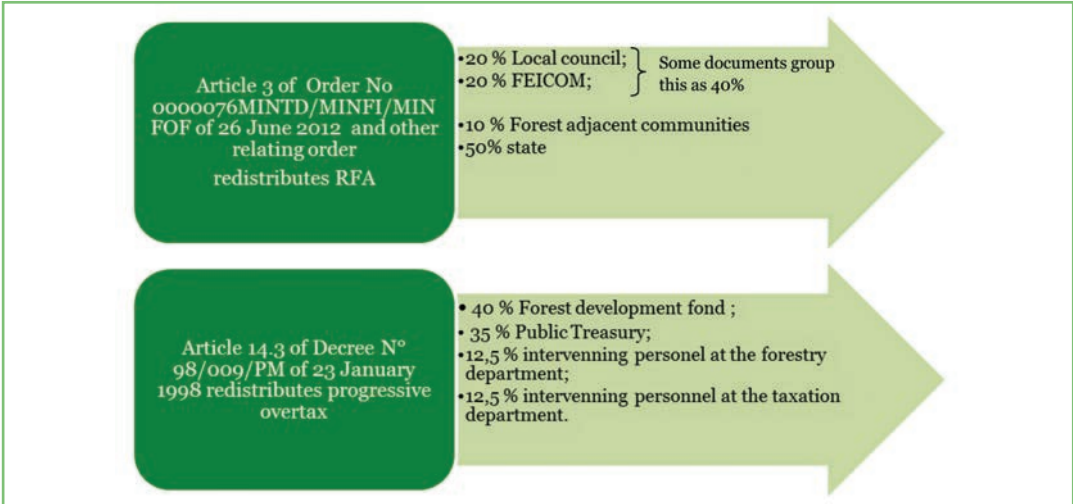 Article 3 of Order No
0000076MINTD/MINFI/MIN
FOF of 26 June 2012 and other
relating order
redistributes RFA
•20 % Local council;
•20 % FEICOM;
Some documents group
this as 40%
•10 % Forest adjacent communities
•50% state
Article 14.3 of Decree N°
98/009/PM of 23 January
1998 redistributes progressive
overtax
• 40 % Forest development fond ;
• 35 % Public Treasury;
•12,5 % intervenning personel at the forestry
department;
•12,5 % intervenning personnel at the taxation
department.